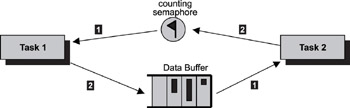 counting
semaphore
1
2
Task 1
Task 2
Data Buffer
2
1